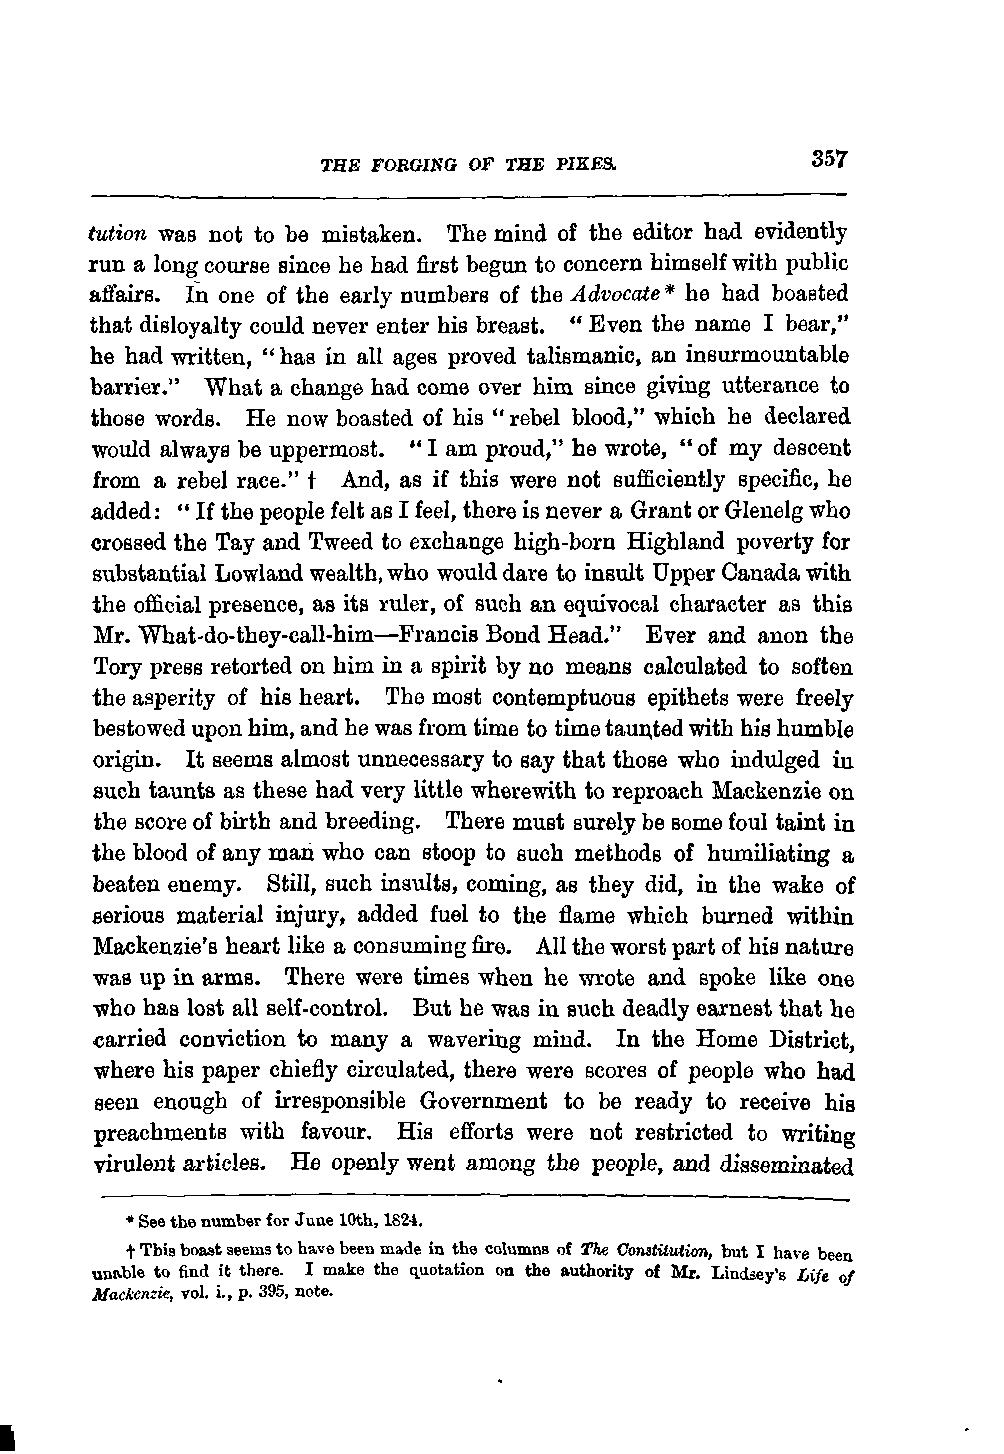 THE FORGING OF THE PIKES. 357
tution was not to be mistaken. The mind of the editor had evidently
run a long course since he had first begun to concern himself with public
affairs. In one of the early numbers of the Advocate* he had boasted
that disloyalty could never enter his breast. "Even the name I bear,"
he had written, "has in all ages proved talismanic, an insurmountable
barrier." What a change had come over him since giving utterance to
those words. He now boasted of his "rebel blood," which he declared
would always be uppermost. "I am proud," he wrote, "of my descent
from a rebel race." † And, as if this were not sufficiently specific, he
added: "If the people felt as I feel, there is never a Grant or Glenelg who
crossed the Tay and Tweed to exchange high-born Highland poverty for
substantial Lowland wealth, who would dare to insult Upper Canada with
the official presence, as its ruler, of such an equivocal character as this
Mr. What-do-they-call-him—Francis Bond Head." Ever and anon the
Tory press retorted on him in a spirit by no means calculated to soften
the asperity of his heart. The most contemptuous epithets were freely
bestowed upon him, and he was from time to time taunted with his humble
origin. It seems almost unnecessary to say that those who indulged in
such taunts as these had very little wherewith to reproach Mackenzie on
the score of birth and breeding. There must surely be some foul taint in
the blood of any man who can stoop to such methods of humiliating a
beaten enemy. Still, such insults, coming, as they did, in the wake of
serious material injury, added fuel to the flame which burned within
Mackenzie's heart like a consuming fire. All the worst part of his nature
was up in arms. There were times when he wrote and spoke like one
who has lost all self-control. But he was in such deadly earnest that he
carried conviction to many a wavering mind. In the Home District,
where his paper chiefly circulated, there were scores of people who had
seen enough of irresponsible Government to be ready to receive his
preachments with favour. His efforts were not restricted to writing
virulent articles. He openly went among the people, and disseminated
* See the number for June 10th, 1824.
† This boast seems to have been made in the columns of The Constitution, but I have been
unable to find it there. I make the quotation on the authority of Mr. Lindsey's Life of
Mackenzie, vol. i., p. 395, note.